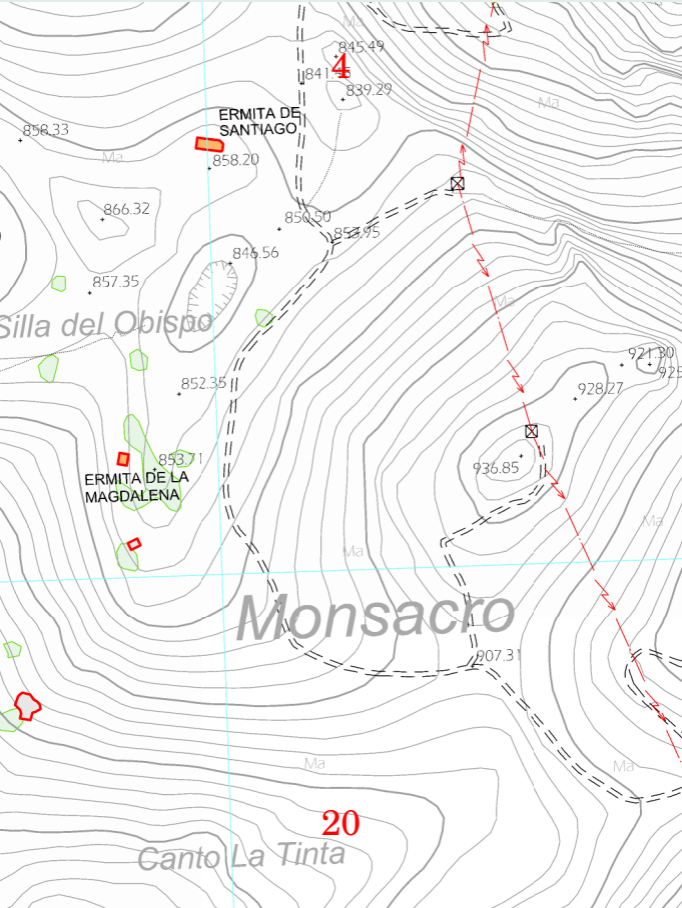 Ma
845.49
4
841.
839.29
Ma
858.33
ERMITA DE
SANTIAGO
Ma
858.20
866.32
850.50
853.95
846.56
857.35
Ma
Silla del Obispo
921.30
925
928.27
852.35
853.71
936.85
ERMITA DE LA
MAGDALENA
Ma
Ma
Monsacro
907.31
Ma
Ma
20
Canto La Tinta